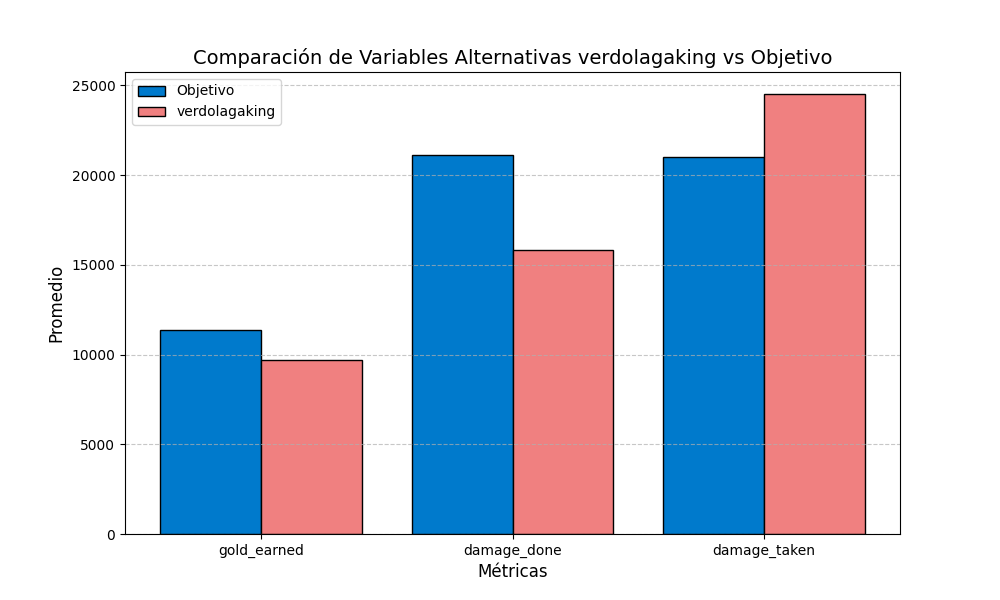 Comparación de Variables Alternativas verdolagaking vs Objetivo
Objetivo
verdolagaking
25000
20000
15000
10000
5000
0
Promedio
gold_earned
damage_done
damage_taken
Métricas